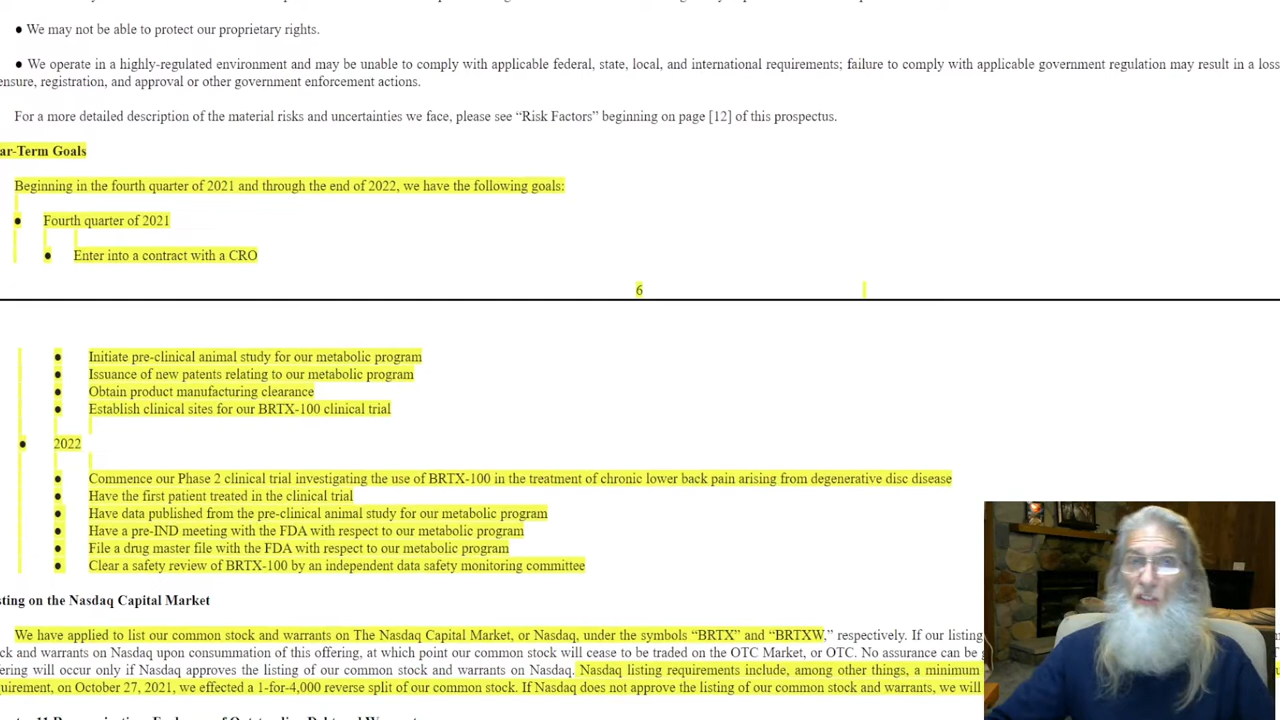 ● We may not be able to protect our proprietary rights.
● We operate in a highly-regulated environment and may be unable to comply with applicable federal, state, local, and international requirements; failure to comply with applicable government regulation may result in a loss
ensure, registration, and approval or other government enforcement actions.
For a more detailed description of the material risks and uncertainties we face, please see “Risk Factors” beginning on page [12] of this prospectus.
ar-Term Goals
Beginning in the fourth quarter of 2021 and through the end of 2022, we have the following goals:
● Fourth quarter of 2021
● Enter into a contract with a CRO
6
● Initiate pre-clinical animal study for our metabolic program
● Issuance of new patents relating to our metabolic program
● Obtain product manufacturing clearance
● Establish clinical sites for our BRTX-100 clinical trial
● 2022
● Commence our Phase 2 clinical trial investigating the use of BRTX-100 in the treatment of chronic lower back pain arising from degenerative disc disease
● Have the first patient treated in the clinical trial
● Have data published from the pre-clinical animal study for our metabolic program
● Have a pre-IND meeting with the FDA with respect to our metabolic program
● File a drug master file with the FDA with respect to our metabolic program
● Clear a safety review of BRTX-100 by an independent data safety monitoring committee
sting on the Nasdaq Capital Market
We have applied to list our common stock and warrants on The Nasdaq Capital Market, or Nasdaq, under the symbols “BRTX” and “BRTXW,” respectively. If our listing
ck and warrants on Nasdaq upon consummation of this offering, at which point our common stock will cease to be traded on the OTC Market, or OTC. No assurance can be
ering will occur only if Nasdaq approves the listing of our common stock and warrants on Nasdaq. Nasdaq listing requirements include, among other things, a minimum
uirement, on October 27, 2021, we effected a 1-for-4,000 reverse split of our common stock. If Nasdaq does not approve the listing of our common stock and warrants, we will